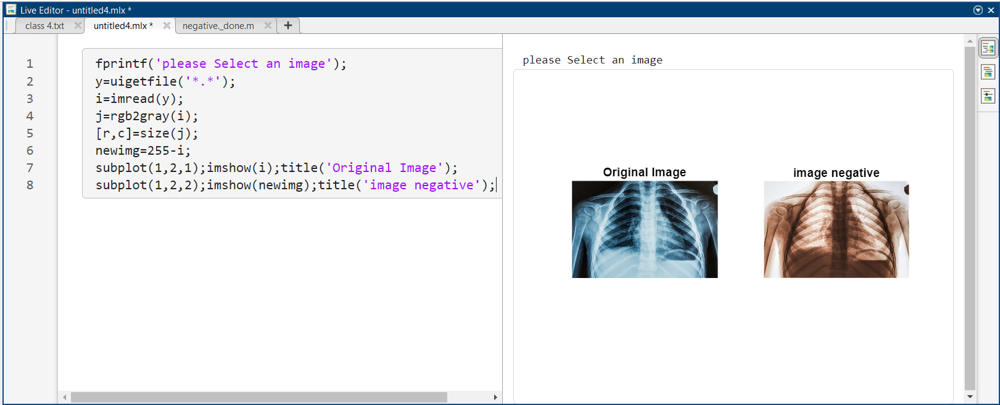 Live Editor - untitled4.mlx *
class 4.txt untitled4.mlx * negative._done.m
1 fprintf('please Select an image');
2 y=uigetfile('*.*');
3 i=imread(y);
4 j=rgb2gray(i);
5 [r,c]=size(j);
6 newimg=255-i;
7 subplot(1,2,1);imshow(i);title('Original Image');
8 subplot(1,2,2);imshow(newimg);title('image negative');
please Select an image
Original Image
image negative